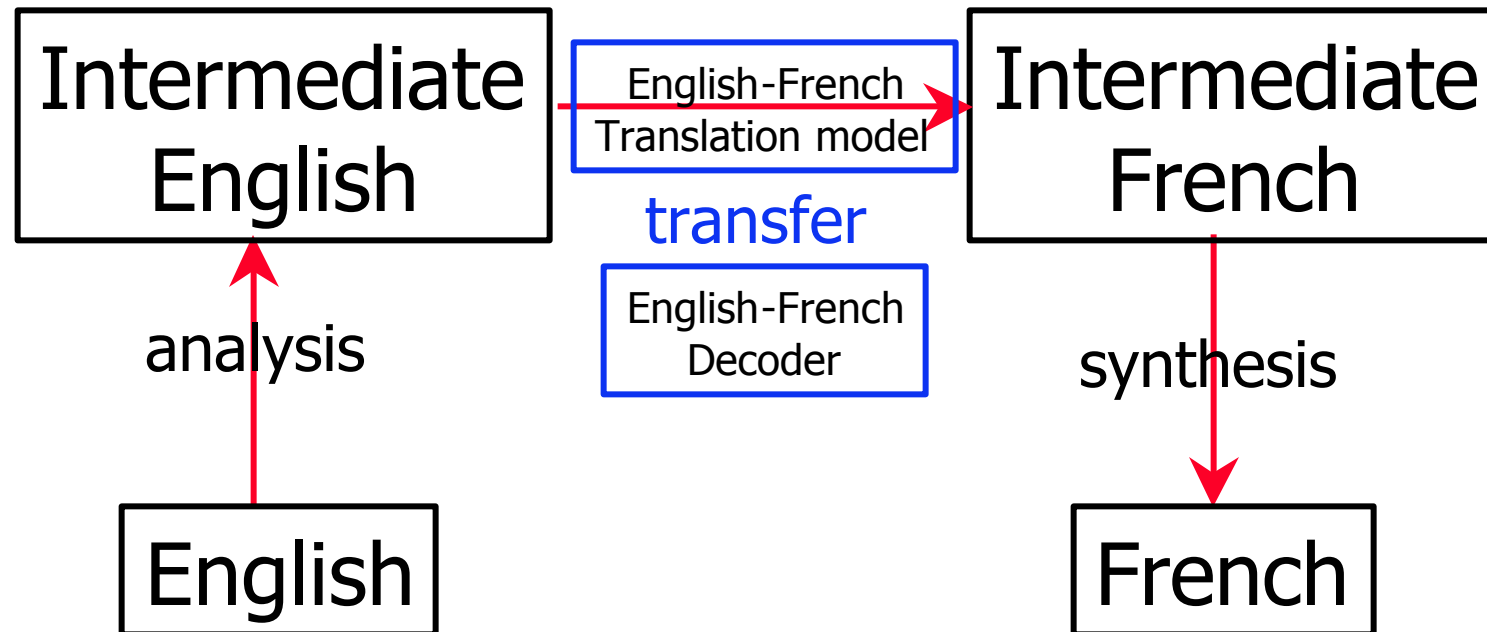 Intermediate
English
English-French
Translation model
Intermediate
French
transfer
English-French
Decoder
analysis
synthesis
English
French